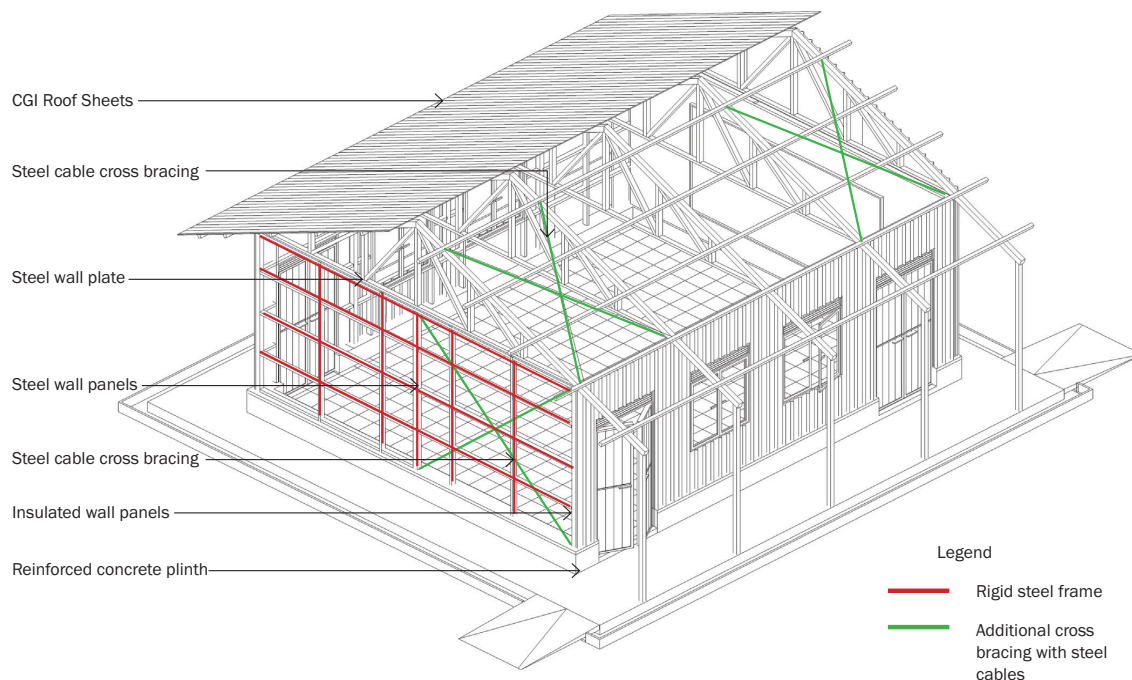 CGI Roof Sheets
Steel cable cross bracing
Steel wall plate
Steel wall panels
Steel cable cross bracing
Insulated wall panels
Reinforced concrete plinth
Legend
Rigid steel frame
Additional cross
bracing with steel
cables